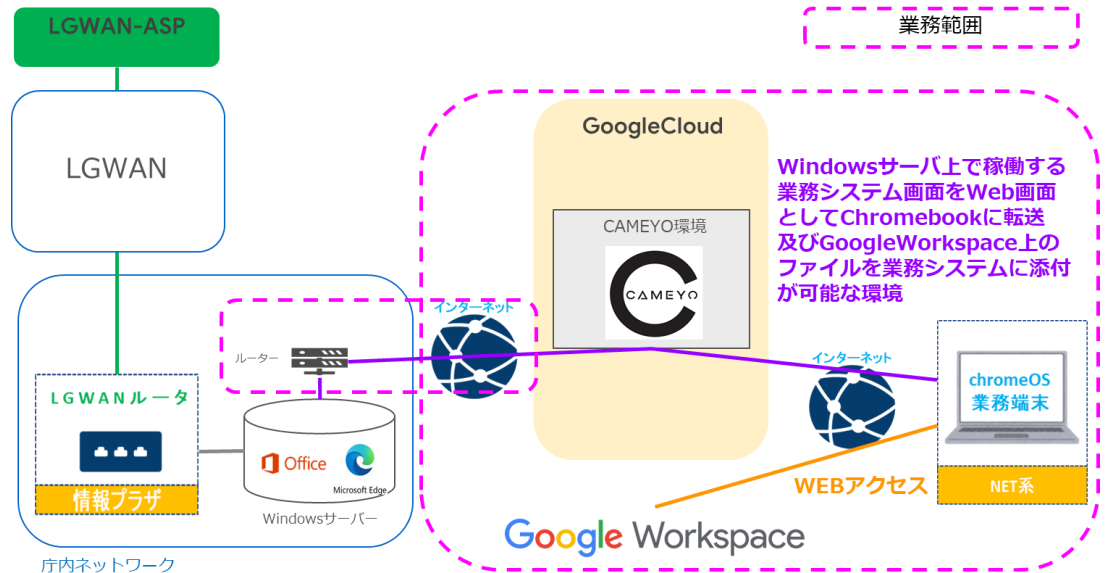 LGWAN-ASP
業務範囲
LGWAN
GoogleCloud
Windowsサーバ上で稼働する
業務システム画面をWeb画面
としてChromebookに転送
及びGoogleWorkspace上の
ファイルを業務システムに添付
が可能な環境
CAMEYO環境
CAMEYO
インターネット
ルーター
インターネット
LGWANルータ
chromeOS
業務端末
Office
Microsoft Edge
情報プラザ
WEBアクセス
NET系
Windowsサーバー
Google Workspace
庁内ネットワーク